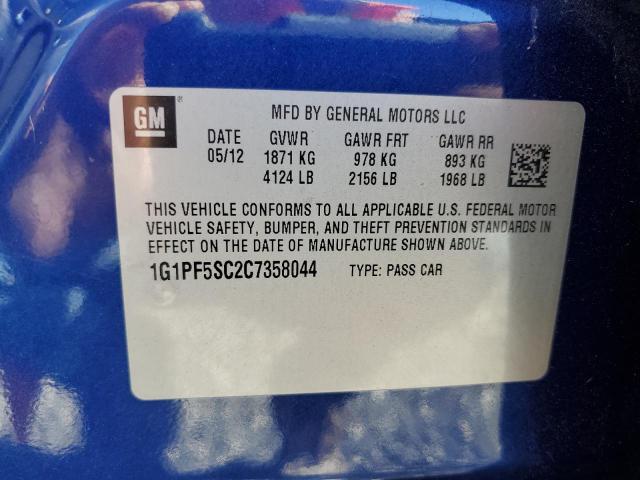 GM ®
MFD BY GENERAL MOTORS LLC
DATE GVWR GAWR FRT GAWR RR
05/12 1871 KG 978 KG 893 KG
4124 LB 2156 LB 1968 LB
THIS VEHICLE CONFORMS TO ALL APPLICABLE U.S. FEDERAL MOTOR
VEHICLE SAFETY, BUMPER, AND THEFT PREVENTION STANDARDS IN
EFFECT ON THE DATE OF MANUFACTURE SHOWN ABOVE.
1G1PF5SC2C7358044 TYPE: PASS CAR